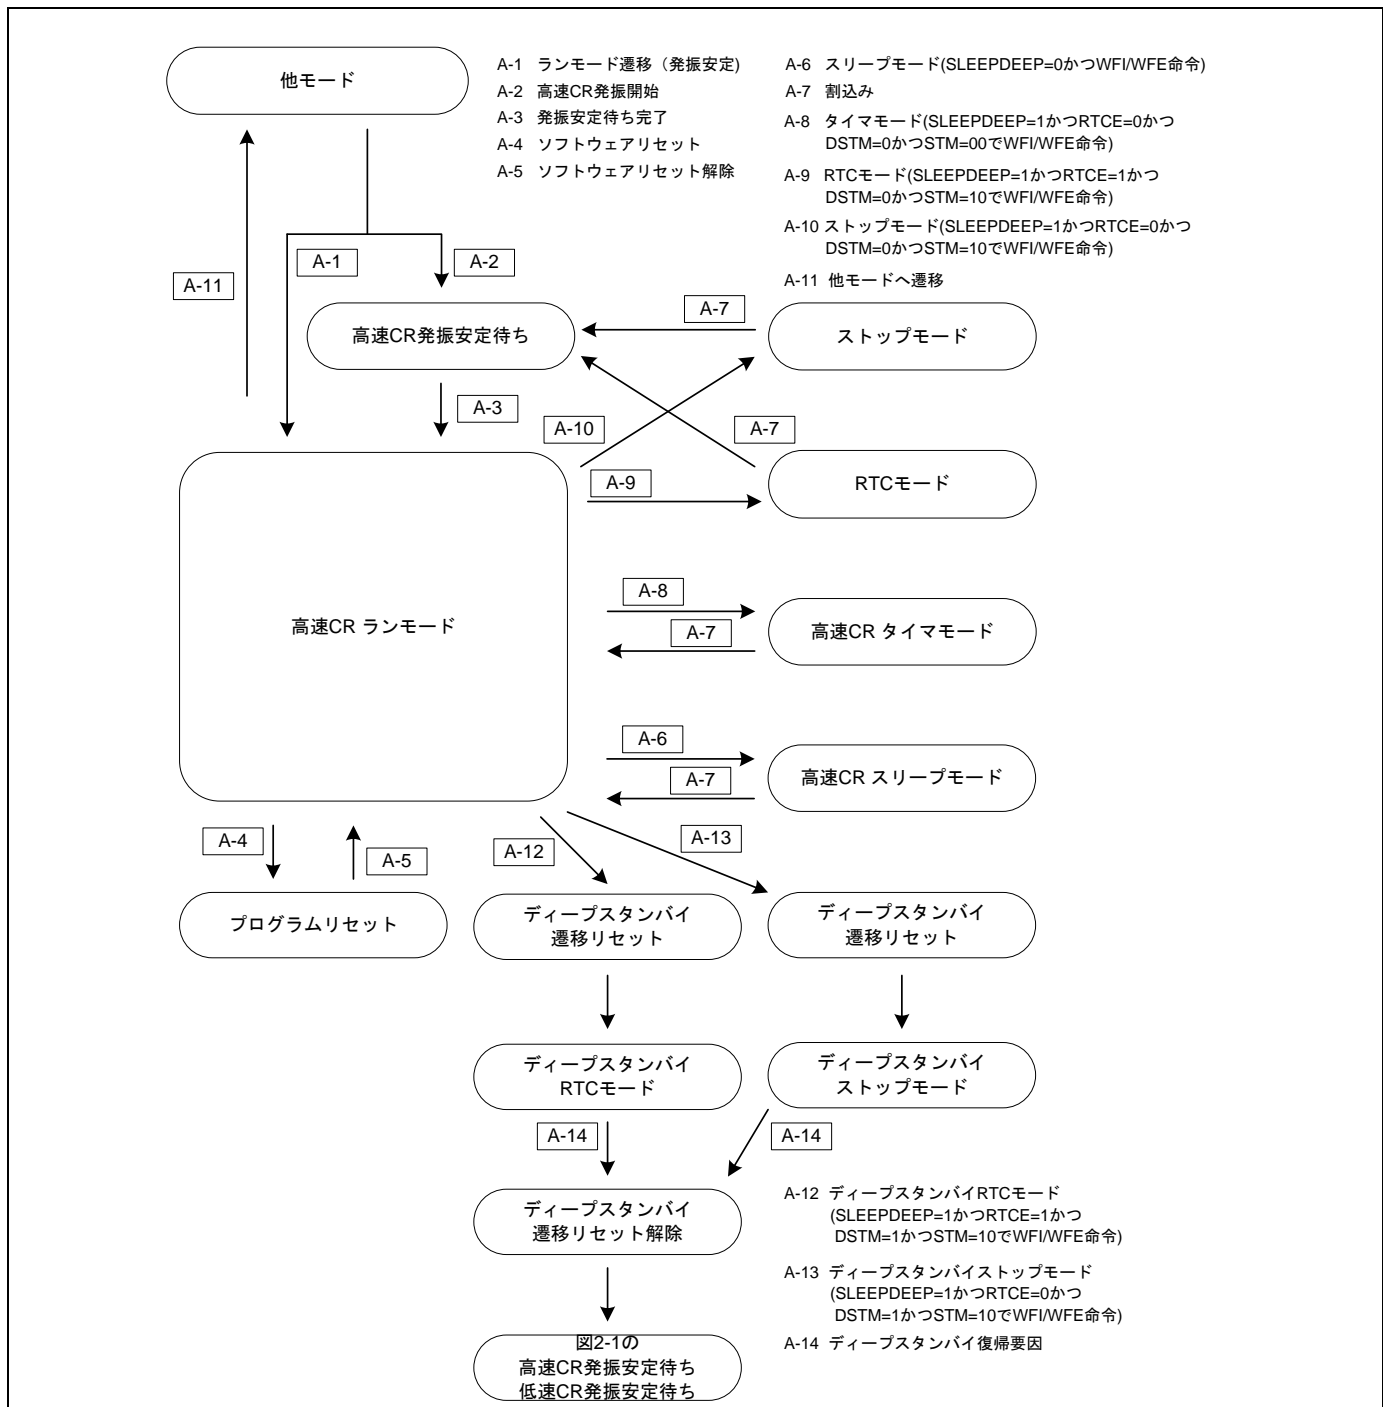 他モード
A-1 ランモード遷移（発振安定)
A-2 高速CR発振開始
A-3 発振安定待ち完了
A-4 ソフトウェアリセット
A-5 ソフトウェアリセット解除
A-6 スリープモード(SLEEPDEEP=0かつWFI/WFE命令)
A-7 割込み
A-8 タイマモード(SLEEPDEEP=1かつRTCE=0かつ
DSTM=0かつSTM=00でWFI/WFE命令)
A-9 RTCモード(SLEEPDEEP=1かつRTCE=1かつ
DSTM=0かつSTM=10でWFI/WFE命令)
A-10 ストップモード(SLEEPDEEP=1かつRTCE=0かつ
DSTM=0かつSTM=10でWFI/WFE命令)
A-11 他モードへ遷移
A-11
A-1
A-2
高速CR発振安定待ち
A-7
ストップモード
A-3
A-10
A-7
A-9
RTCモード
高速CR ランモード
A-8
A-7
高速CR タイマモード
A-6
A-7
高速CR スリープモード
A-4
A-5
A-12
A-13
プログラムリセット
ディープスタンバイ
遷移リセット
ディープスタンバイ
遷移リセット
ディープスタンバイ
RTCモード
ディープスタンバイ
ストップモード
A-14
A-14
ディープスタンバイ
遷移リセット解除
A-12 ディープスタンバイRTCモード
(SLEEPDEEP=1かつRTCE=1かつ
DSTM=1かつSTM=10でWFI/WFE命令)
A-13 ディープスタンバイストップモード
(SLEEPDEEP=1かつRTCE=0かつ
DSTM=1かつSTM=10でWFI/WFE命令)
A-14 ディープスタンバイ復帰要因
図2-1の
高速CR発振安定待ち
低速CR発振安定待ち